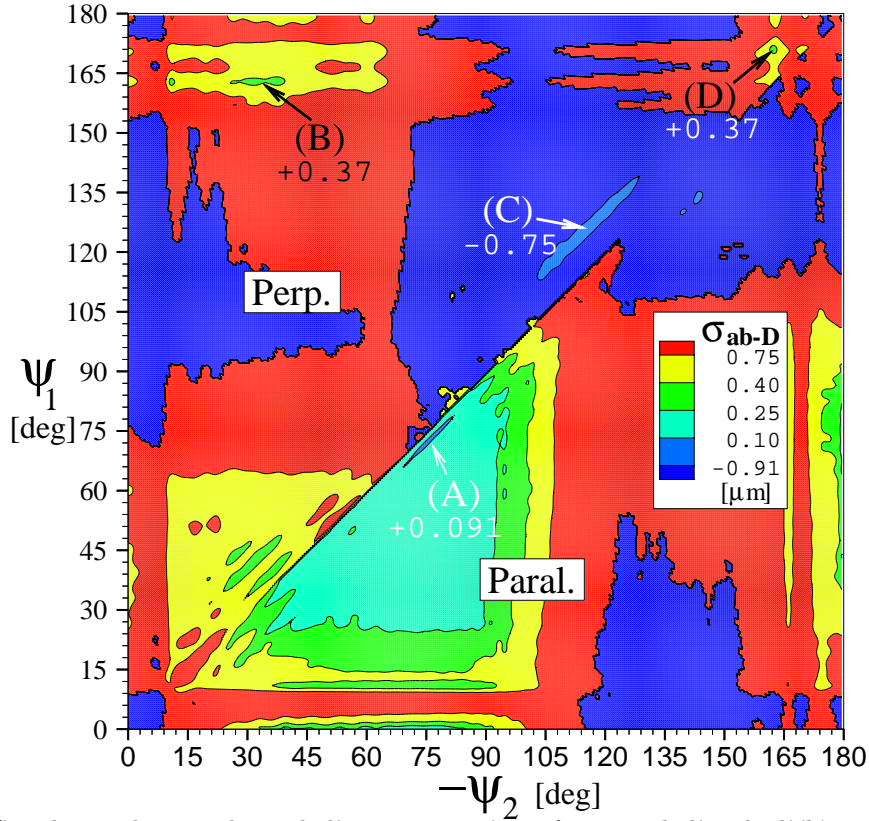 180
165
150
135
120
105
90
75
60
45
30
15
0
ψ1
[deg]
(B)
+0.37
(D)
+0.37
(C)
-0.75
Perp.
σab-D
0.75
0.40
0.25
0.10
-0.91
[μm]
(A)
+0.091
Paral.
0 15 30 45 60 75 90 105 120 135 150 165 180
−ψ2 [deg]